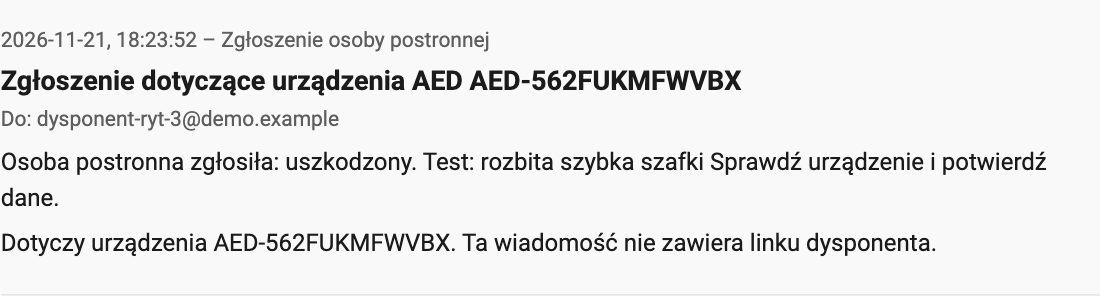 2026-11-21, 18:23:52 – Zgłoszenie osoby postronnej
Zgłoszenie dotyczące urządzenia AED AED-562FUKMFWVBX
Do: dysponent-ryt-3@demo.example
Osoba postronna zgłosiła: uszkodzony. Test: rozbita szybka szafki Sprawdź urządzenie i potwierdź
dane.
Dotyczy urządzenia AED-562FUKMFWVBX. Ta wiadomość nie zawiera linku dysponenta.